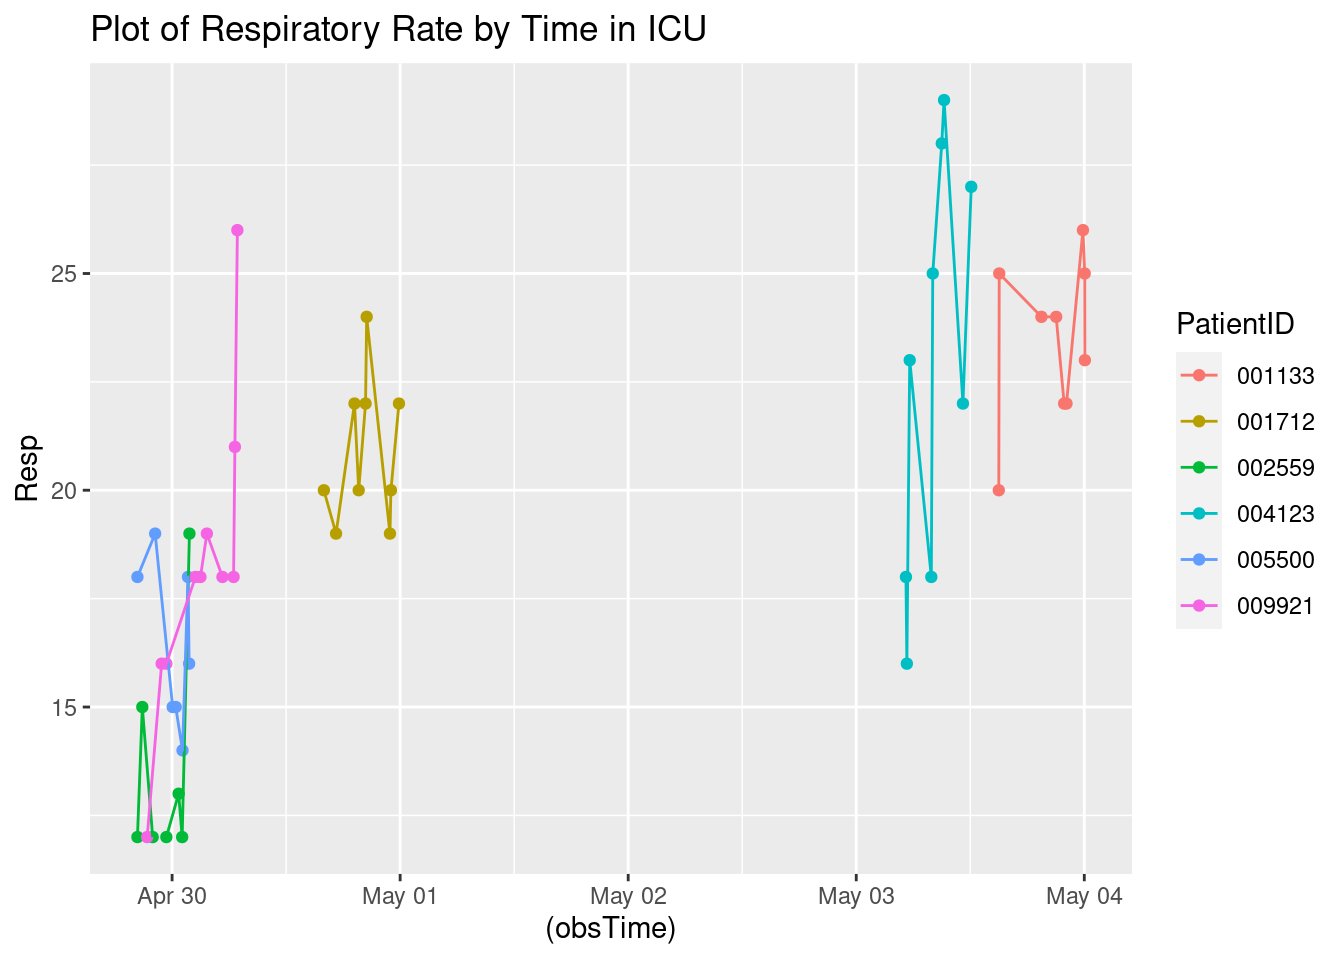 Plot of Respiratory Rate by Time in ICU
Resp
25
20
15
Apr 30
May 01
May 02
May 03
May 04
(obsTime)
PatientID
001133
001712
002559
004123
005500
009921